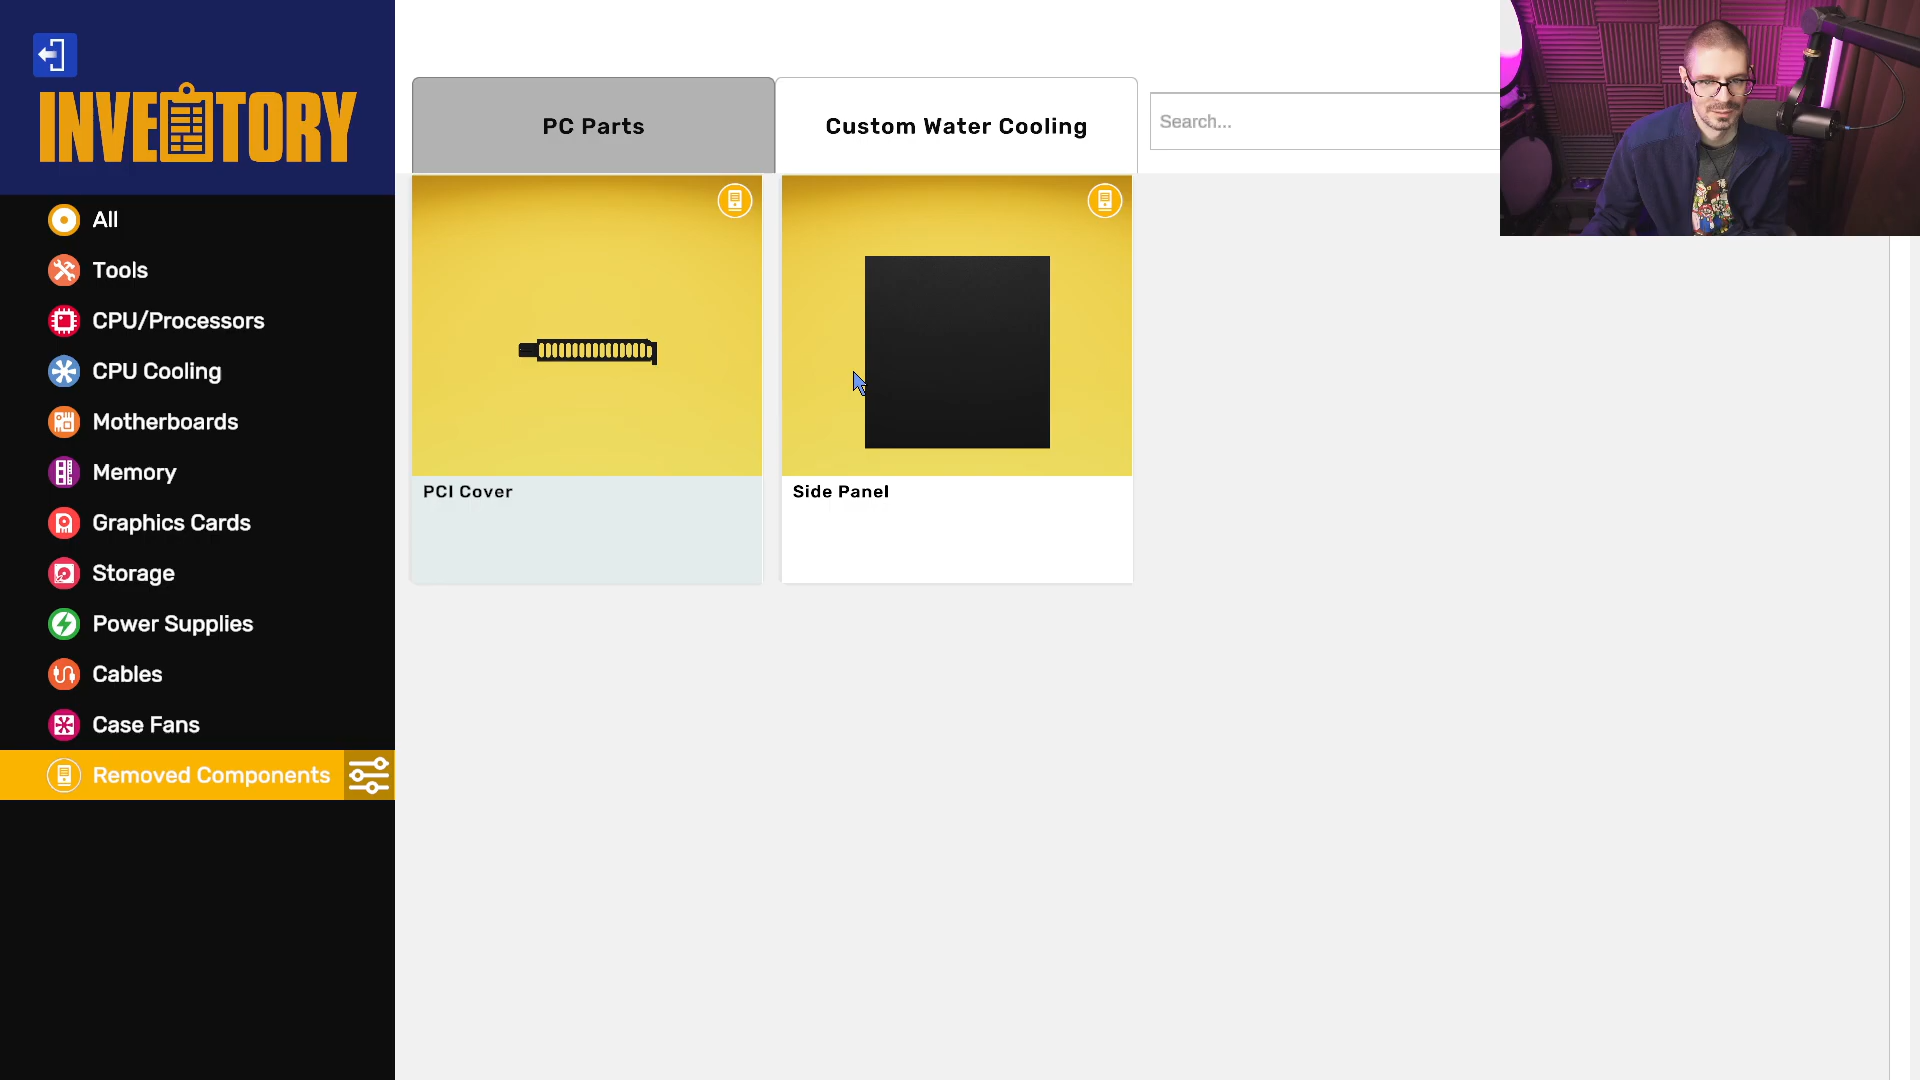 INVENTORY
All
Tools
CPU/Processors
CPU Cooling
Motherboards
Memory
Graphics Cards
Storage
Power Supplies
Cables
Case Fans
Removed Components
PC Parts
Custom Water Cooling
Search...
PCI Cover
Side Panel